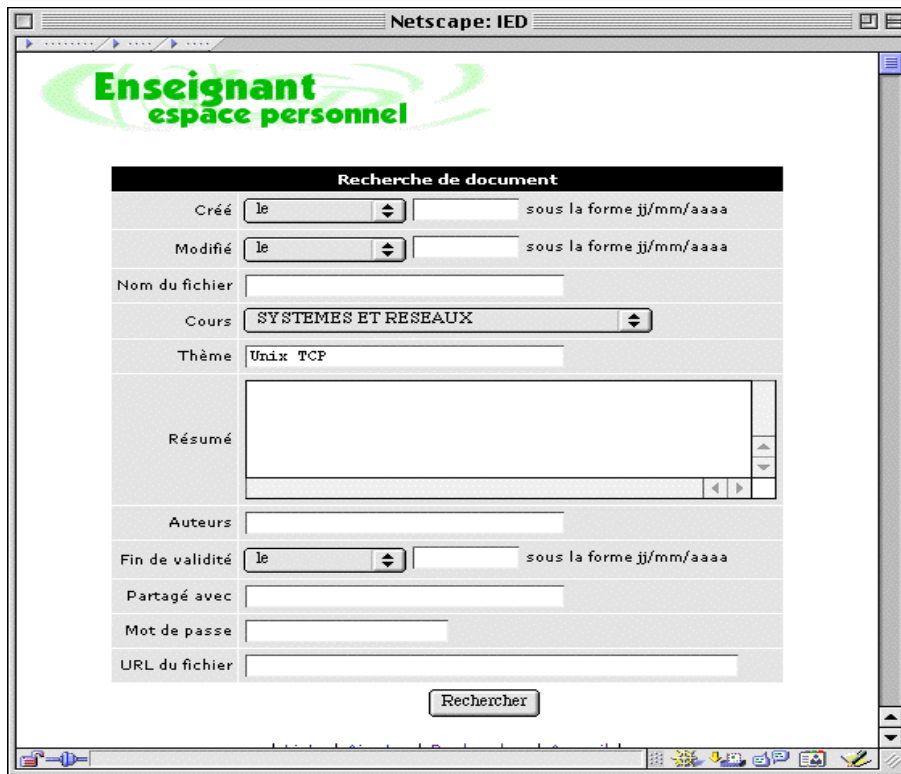 Netscape: IED
Enseignant
espace personnel
Recherche de document
Créé le sous la forme jj/mm/aaaa
Modifié le sous la forme jj/mm/aaaa
Nom du fichier
Cours SYSTEMES ET RESEAUX
Thème Unix TCP
Résumé
Auteurs
Fin de validité le sous la forme jj/mm/aaaa
Partagé avec
Mot de passe
URL du fichier
Rechercher